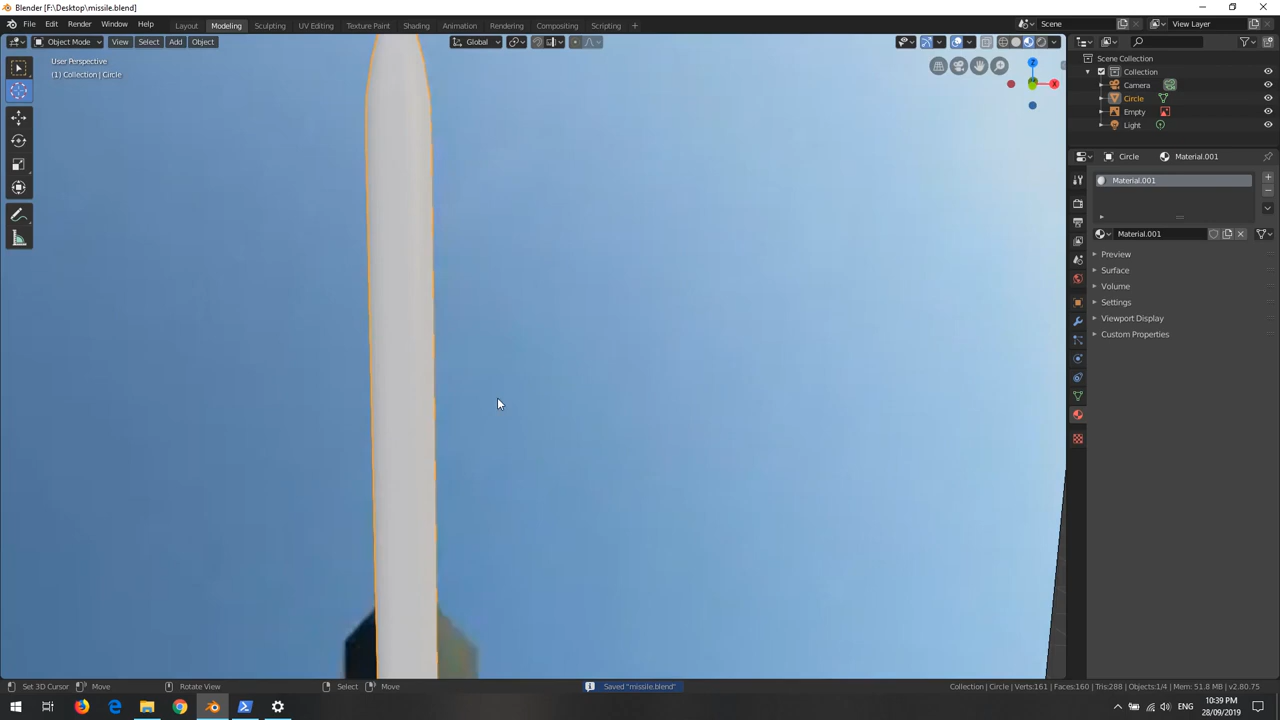 Blender [F:\Desktop\missile.blend]
File Edit Render Window Help Layout Modeling Sculpting UV Editing Texture Paint Shading Animation Rendering Compositing Scripting + Scene View Layer
Object Mode View Select Add Object Global
User Perspective
(1) Collection | Circle
Z
X
Scene Collection
Collection
Camera
Circle
Empty
Light
Circle Material.001
Material.001
Material.001
Preview
Surface
Volume
Settings
Viewport Display
Custom Properties
Set 3D Cursor Move Rotate View Select Move Saved "missile.blend" Collection | Circle | Verts:161 | Faces:160 | Tris:288 | Objects:1/4 | Mem: 51.8 MB | v2.80.75
ENG 10:39 PM
28/09/2019